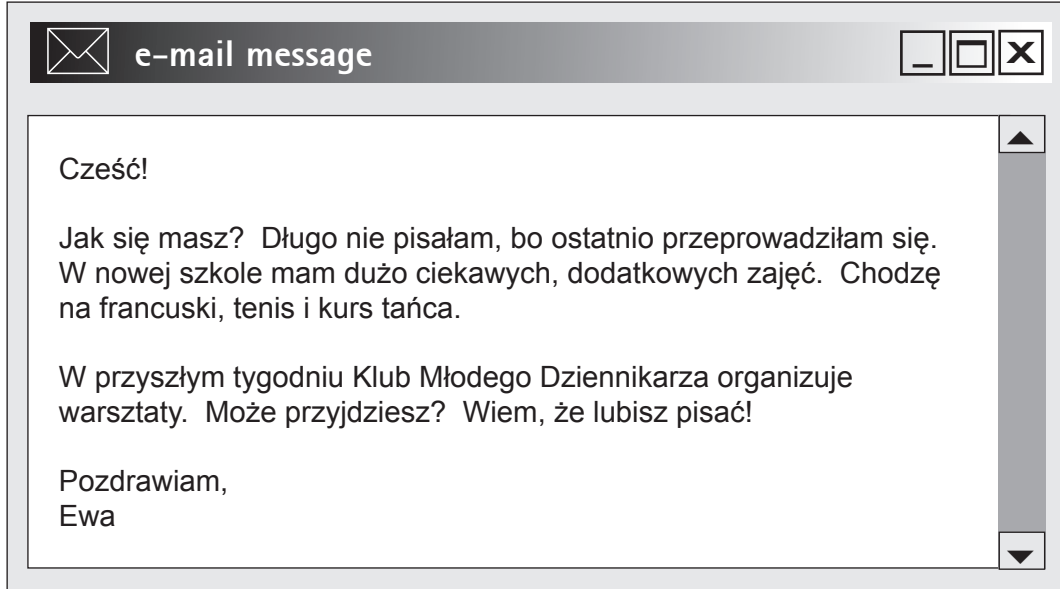 e-mail message
Cześć!
Jak się masz?  Długo nie pisałam, bo ostatnio przeprowadziłam się.
W nowej szkole mam dużo ciekawych, dodatkowych zajęć.  Chodzę
na francuski, tenis i kurs tańca.
W przyszłym tygodniu Klub Młodego Dziennikarza organizuje
warsztaty.  Może przyjdziesz?  Wiem, że lubisz pisać!
Pozdrawiam,
Ewa